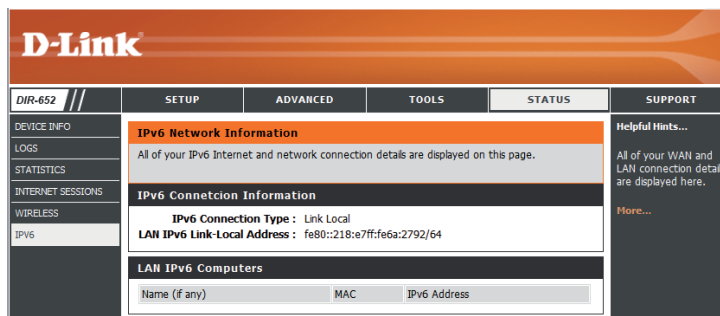 D-Link
DIR-652
SETUP
ADVANCED
TOOLS
STATUS
SUPPORT
DEVICE INFO
LOGS
STATISTICS
INTERNET SESSIONS
WIRELESS
IPV6
IPv6 Network Information
All of your IPv6 Internet and network connection details are displayed on this page.
IPv6 Connetcion Information
IPv6 Connection Type : Link Local
LAN IPv6 Link-Local Address : fe80::218:e7ff:fe6a:2792/64
LAN IPv6 Computers
Name (if any) MAC IPv6 Address
Helpful Hints...
All of your WAN and
LAN connection detail
are displayed here.
More...